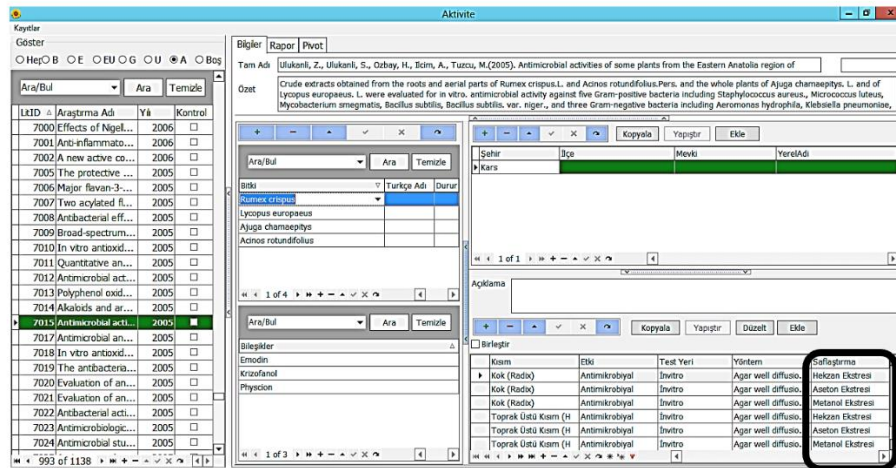 Aktivite
Kayıtlar
Göster
Hep B E EU G U A Boş
Ara/Bul Ara Temizle
LitID Araştırma Adı Yılı Kontrol
7000 Effects of Nigell... 2006
7001 Anti-inflammato... 2006
7002 A new active co... 2006
7005 The protective ... 2005
7006 Major flavan-3-... 2005
7007 Two acylated fl... 2005
7008 Antibacterial eff... 2005
7009 Broad-spectrum... 2005
7010 In vitro antioxid... 2005
7011 Quantitative an... 2005
7012 Antimicrobial act... 2005
7013 Polyphenol oxid... 2005
7014 Alkaloids and ar... 2005
7015 Antimicrobial acti... 2005
7017 Antimicrobial an... 2005
7018 In vitro antioxid... 2005
7019 The antibacteria... 2005
7020 Evaluation of an... 2005
7021 Evaluation of an... 2005
7022 Antibacterial acti... 2005
7023 Antimicrobiologic... 2005
7024 Antimicrobial stu... 2005
993 of 1138
Bilgiler Rapor Pivot
Tam Adı Ulukanli, Z., Ulukanli, S., Ozbay, H., Ilcim, A., Tuzcu, M.(2005). Antimicrobial activities of some plants from the Eastern Anatolia region of
Özet Crude extracts obtained from the roots and aerial parts of Rumex crispus.L. and Acinos rotundifolius.Pers. and the whole plants of Ajuga chamaepitys. L. and of
Lycopus europaeus. L. were evaluated for in vitro. antimicrobial activity against five Gram-positive bacteria including Staphylococcus aureus., Micrococcus luteus,
Mycobacterium smegmatis, Bacillus subtilis, Bacillus subtilis. var. niger., and three Gram-negative bacteria including Aeromonas hydrophila, Klebsiella pneumoniae,
Ara/Bul Ara Temizle
Bitki Turkçe Adı Durur
Rumex crispus
Lycopus europaeus
Ajuga chamaepitys
Acinos rotundifolius
1 of 4
Ara/Bul Ara Temizle
Bileşikler
Emodin
Krizofanol
Physcion
1 of 3
Kopyala Yapıştır Ekle
Şehir İlçe Mevki YerelAdi
Kars
1 of 1
Açıklama
Kopyala Yapıştır Düzelt Ekle
Birleştir
Kısım Etki Test Yeri Yöntem Saflaştırma
Kok (Radix) Antimikrobiyal İnvitro Agar well diffusio... Hekzan Ekstresi
Kok (Radix) Antimikrobiyal İnvitro Agar well diffusio... Aseton Ekstresi
Kok (Radix) Antimikrobiyal İnvitro Agar well diffusio... Metanol Ekstresi
Toprak Üstü Kısım (H Antimikrobiyal İnvitro Agar well diffusio... Hekzan Ekstresi
Toprak Üstü Kısım (H Antimikrobiyal İnvitro Agar well diffusio... Aseton Ekstresi
Toprak Üstü Kısım (H Antimikrobiyal İnvitro Agar well diffusio... Metanol Ekstresi